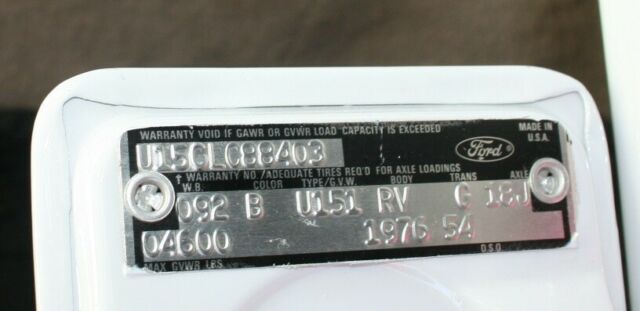 WARRANTY VOID IF GAWR OR GVWR LOAD CAPACITY IS EXCEEDED
MADE IN
U.S.A.
U15GLC88403
Ford
↑ WARRANTY NO./ADEQUATE TIRES REQ'D FOR AXLE LOADINGS
W.B. COLOR TYPE/G.V.W. BODY TRANS AXLE
092 B U151 RV G 18J
04600 1976 54
MAX GVWR LBS D.S.O.